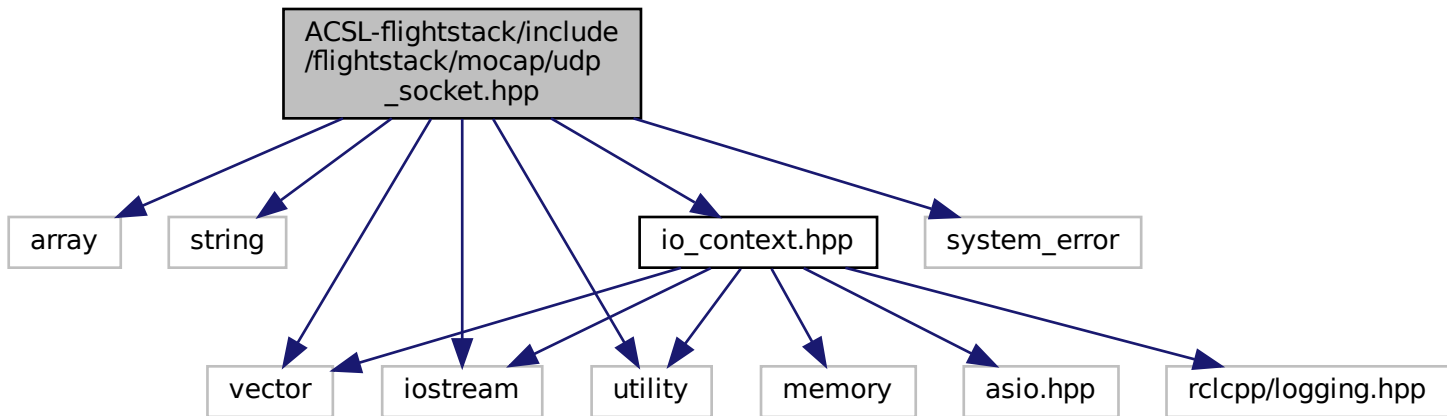 ACSL-flightstack/include
/flightstack/mocap/udp
_socket.hpp
array
string
io_context.hpp
system_error
vector
iostream
utility
memory
asio.hpp
rclcpp/logging.hpp